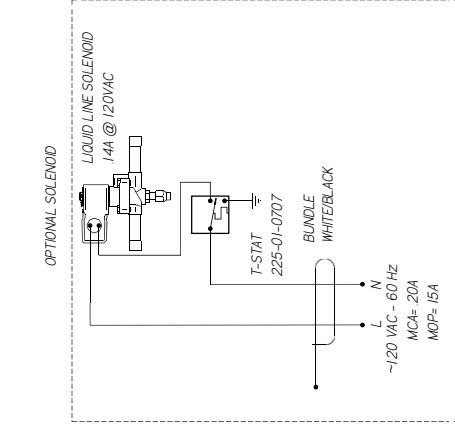 OPTIONAL SOLENOID
LIQUID LINE SOLENOID
.14A @ 120VAC
T-STAT
225-01-0707
BUNDLE
WHITE/BLACK
L
N
~120 VAC - 60 Hz
MCA= .20A
MOP= 15A